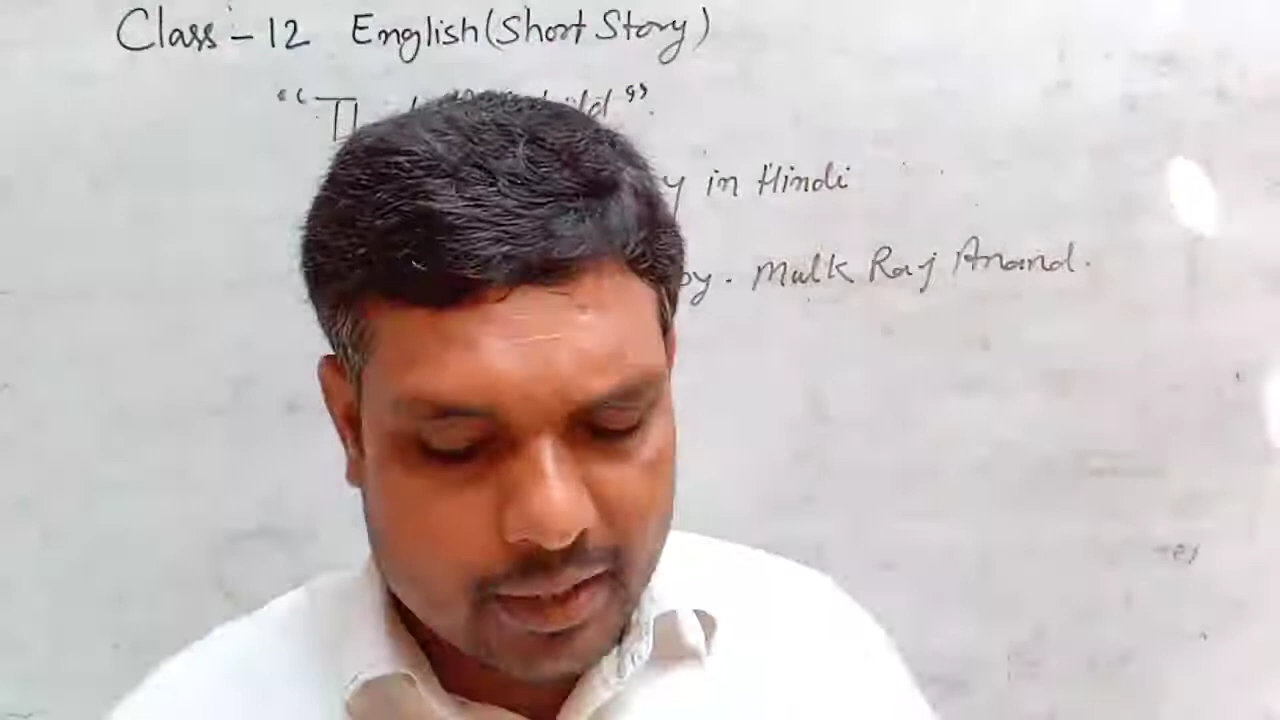 Class - 12 English (Short Story)
in Hindi
by. Mulk Raj Anand.